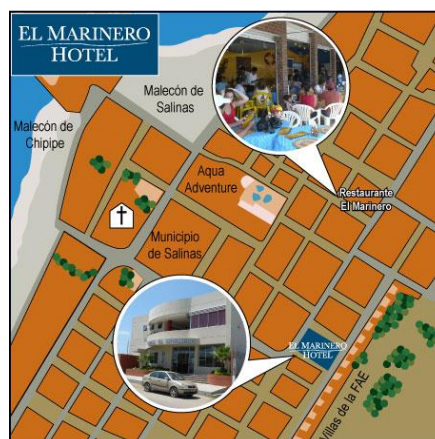 EL MARINERO
HOTEL
Malecón de
Salinas
Malecón de
Chipipe
Aqua
Adventure
Restaurante
El Marinero
Municipio
de Salinas
EL MARINERO
HOTEL
Villas de la FAE